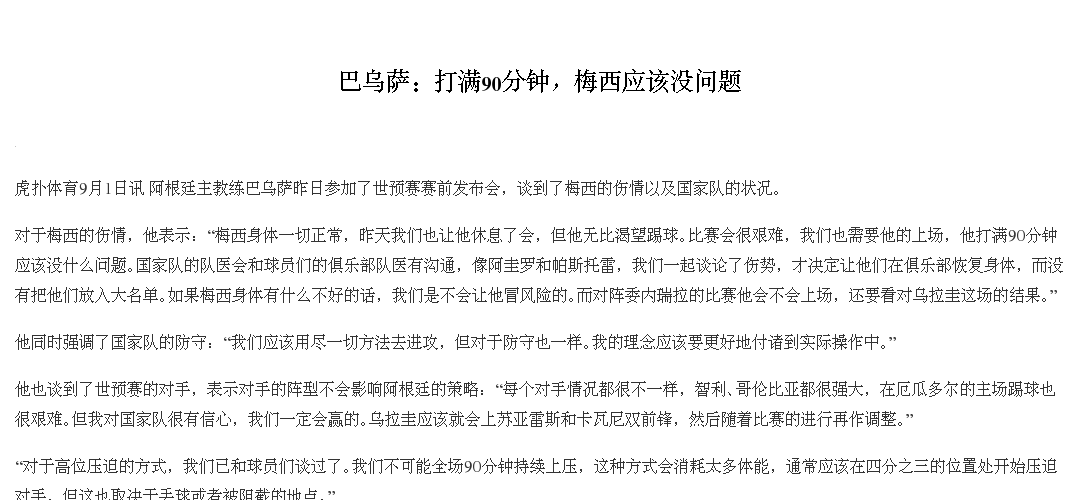 巴乌萨：打满90分钟，梅西应该没问题
虎扑体育9月1日讯 阿根廷主教练巴乌萨昨日参加了世预赛赛前发布会，谈到了梅西的伤情以及国家队的状况。
对于梅西的伤情，他表示：“梅西身体一切正常，昨天我们也让他休息了会，但他无比渴望踢球。比赛会很艰难，我们也需要他的上场，他打满90分钟
应该没什么问题。国家队的队医会和球员们的俱乐部队医有沟通，像阿圭罗和帕斯托雷，我们一起谈论了伤势，才决定让他们在俱乐部恢复身体，而没
有把他们放入大名单。如果梅西身体有什么不好的话，我们是不会让他冒风险的。而对阵委内瑞拉的比赛他会不会上场，还要看对乌拉圭这场的结果。”
他同时强调了国家队的防守：“我们应该用尽一切方法去进攻，但对于防守也一样。我的理念应该要更好地付诸到实际操作中。”
他也谈到了世预赛的对手，表示对手的阵型不会影响阿根廷的策略：“每个对手情况都很不一样，智利、哥伦比亚都很强大，在厄瓜多尔的主场踢球也
很艰难。但我对国家队很有信心，我们一定会赢的。乌拉圭应该就会上苏亚雷斯和卡瓦尼双前锋，然后随着比赛的进行再作调整。”
“对于高位压迫的方式，我们已和球员们谈过了。我们不可能全场90分钟持续上压，这种方式会消耗太多体能，通常应该在四分之三的位置处开始压迫
对手，但这也取决于手球或者被阻截的地点。”